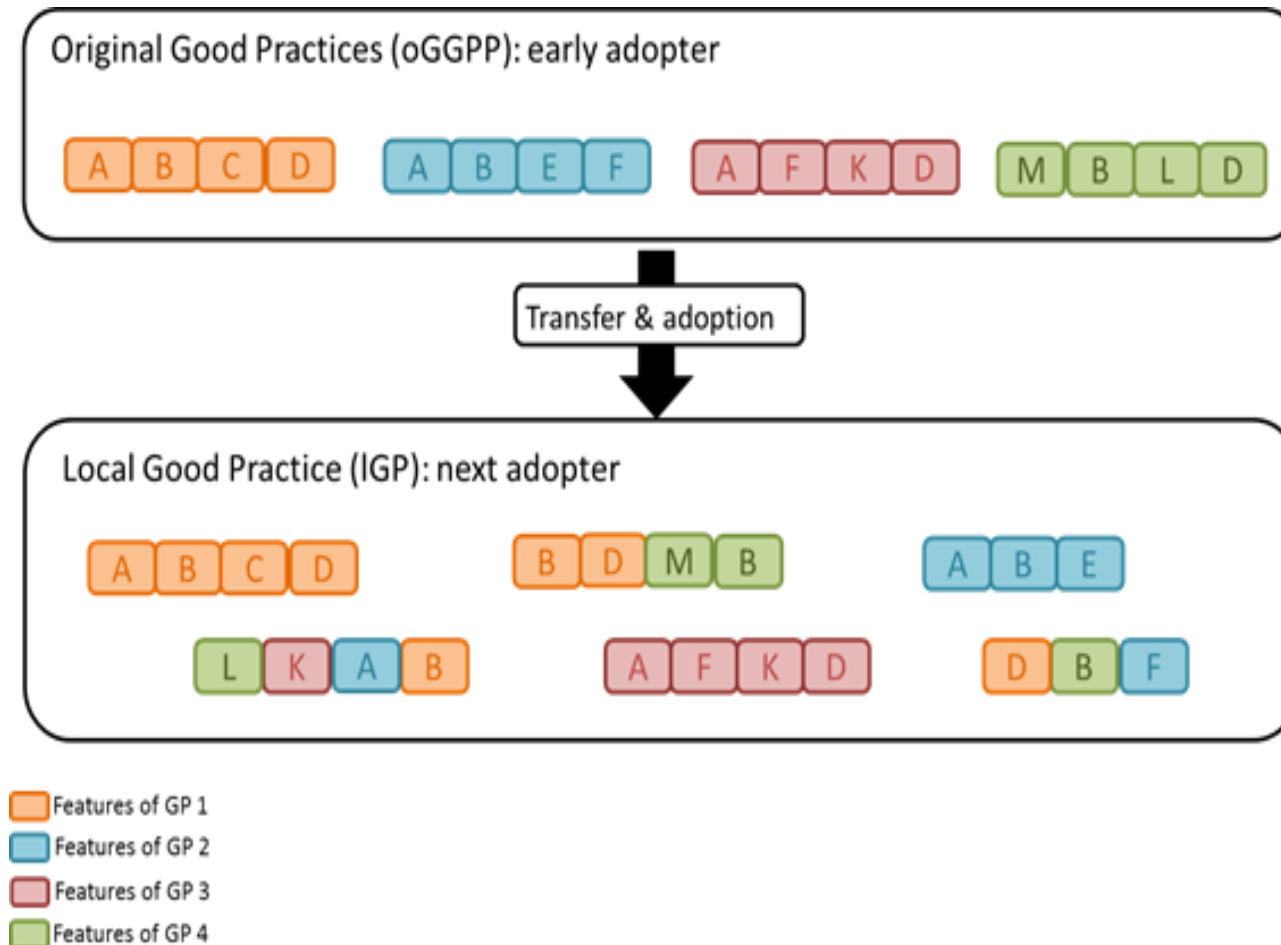 Original Good Practices (oGGPP): early adopter
A B C D A B E F A F K D M B L D
Transfer & adoption
Local Good Practice (lGP): next adopter
A B C D B D M B A B E
L K A B A F K D D B F
Features of GP 1
Features of GP 2
Features of GP 3
Features of GP 4